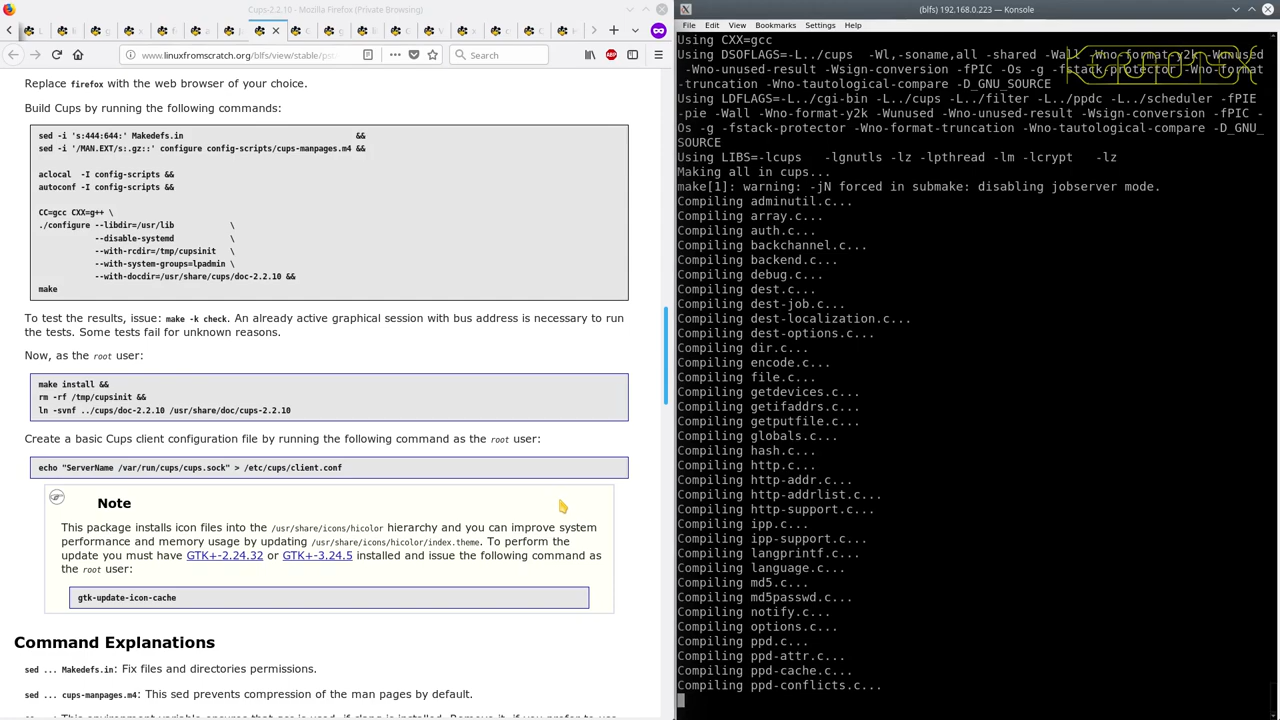 Cups-2.2.10 - Mozilla Firefox (Private Browsing)
www.linuxfromscratch.org/blfs/view/stable/ps
Search
Replace firefox with the web browser of your choice.
Build Cups by running the following commands:
sed -i 's:444:644:' Makedefs.in &&
sed -i '/MAN.EXT/s:.gz::' configure config-scripts/cups-manpages.m4 &&
aclocal -I config-scripts &&
autoconf -I config-scripts &&
CC=gcc CXX=g++ \
./configure --libdir=/usr/lib \
--disable-systemd \
--with-rcdir=/tmp/cupsinit \
--with-system-groups=lpadmin \
--with-docdir=/usr/share/cups/doc-2.2.10 &&
make
To test the results, issue: make -k check. An already active graphical session with bus address is necessary to run
the tests. Some tests fail for unknown reasons.
Now, as the root user:
make install &&
rm -rf /tmp/cupsinit &&
ln -svnf ../cups/doc-2.2.10 /usr/share/doc/cups-2.2.10
Create a basic Cups client configuration file by running the following command as the root user:
echo "ServerName /var/run/cups/cups.sock" > /etc/cups/client.conf
Note
This package installs icon files into the /usr/share/icons/hicolor hierarchy and you can improve system
performance and memory usage by updating /usr/share/icons/hicolor/index.theme. To perform the
update you must have GTK+-2.24.32 or GTK+-3.24.5 installed and issue the following command as
the root user:
gtk-update-icon-cache
Command Explanations
sed ... Makedefs.in: Fix files and directories permissions.
sed ... cups-manpages.m4: This sed prevents compression of the man pages by default.
(blfs) 192.168.0.223 — Konsole
File Edit View Bookmarks Settings Help
Using CXX=gcc
Using DSOFLAGS=-L../cups -Wl,-soname,all -shared -Wall -Wno-format-y2k -Wunused
-Wno-unused-result -Wsign-conversion -fPIC -Os -g -fstack-protector -Wno-format
-truncation -Wno-tautological-compare -D_GNU_SOURCE
Using LDFLAGS=-L../cgi-bin -L../cups -L../filter -L../ppdc -L../scheduler -fPIE
-pie -Wall -Wno-format-y2k -Wunused -Wno-unused-result -Wsign-conversion -fPIC -
Os -g -fstack-protector -Wno-format-truncation -Wno-tautological-compare -D_GNU_
SOURCE
Using LIBS=-lcups -lgnutls -lz -lpthread -lm -lcrypt -lz
Making all in cups...
make[1]: warning: -jN forced in submake: disabling jobserver mode.
Compiling adminutil.c...
Compiling array.c...
Compiling auth.c...
Compiling backchannel.c...
Compiling backend.c...
Compiling debug.c...
Compiling dest.c...
Compiling dest-job.c...
Compiling dest-localization.c...
Compiling dest-options.c...
Compiling dir.c...
Compiling encode.c...
Compiling file.c...
Compiling getdevices.c...
Compiling getifaddrs.c...
Compiling getputfile.c...
Compiling globals.c...
Compiling hash.c...
Compiling http.c...
Compiling http-addr.c...
Compiling http-addrlist.c...
Compiling http-support.c...
Compiling ipp.c...
Compiling ipp-support.c...
Compiling langprintf.c...
Compiling language.c...
Compiling md5.c...
Compiling md5passwd.c...
Compiling notify.c...
Compiling options.c...
Compiling ppd.c...
Compiling ppd-attr.c...
Compiling ppd-cache.c...
Compiling ppd-conflicts.c...